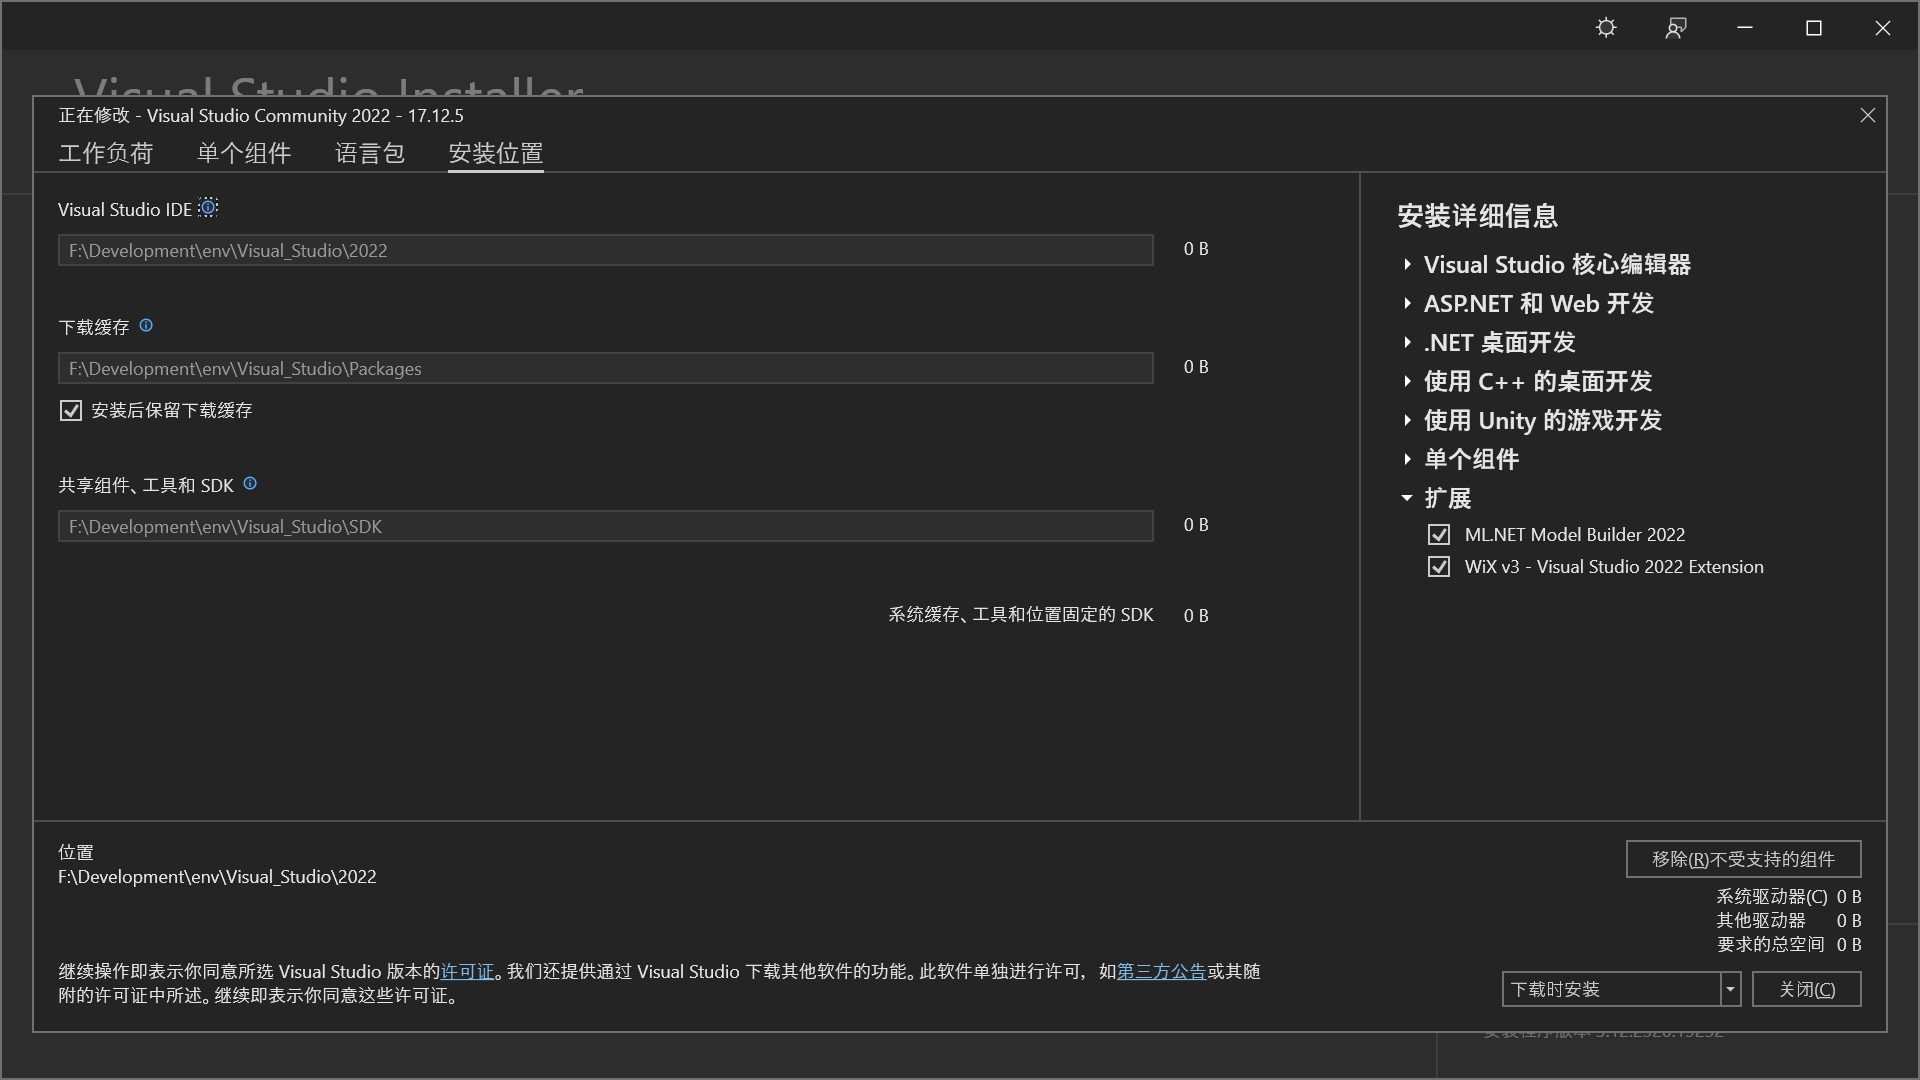 Visual Studio Installer
正在修改 - Visual Studio Community 2022 - 17.12.5
工作负荷 单个组件 语言包 安装位置
Visual Studio IDE
F:\Development\env\Visual_Studio\2022 0 B
下载缓存
F:\Development\env\Visual_Studio\Packages 0 B
安装后保留下载缓存
共享组件、工具和 SDK
F:\Development\env\Visual_Studio\SDK 0 B
系统缓存、工具和位置固定的 SDK 0 B
安装详细信息
Visual Studio 核心编辑器
ASP.NET 和 Web 开发
.NET 桌面开发
使用 C++ 的桌面开发
使用 Unity 的游戏开发
单个组件
扩展
ML.NET Model Builder 2022
WiX v3 - Visual Studio 2022 Extension
位置
F:\Development\env\Visual_Studio\2022
继续操作即表示你同意所选 Visual Studio 版本的许可证。我们还提供通过 Visual Studio 下载其他软件的功能。此软件单独进行许可，如第三方公告或其随
附的许可证中所述。继续即表示你同意这些许可证。
移除(R)不受支持的组件
系统驱动器(C) 0 B
其他驱动器 0 B
要求的总空间 0 B
下载时安装 关闭(C)